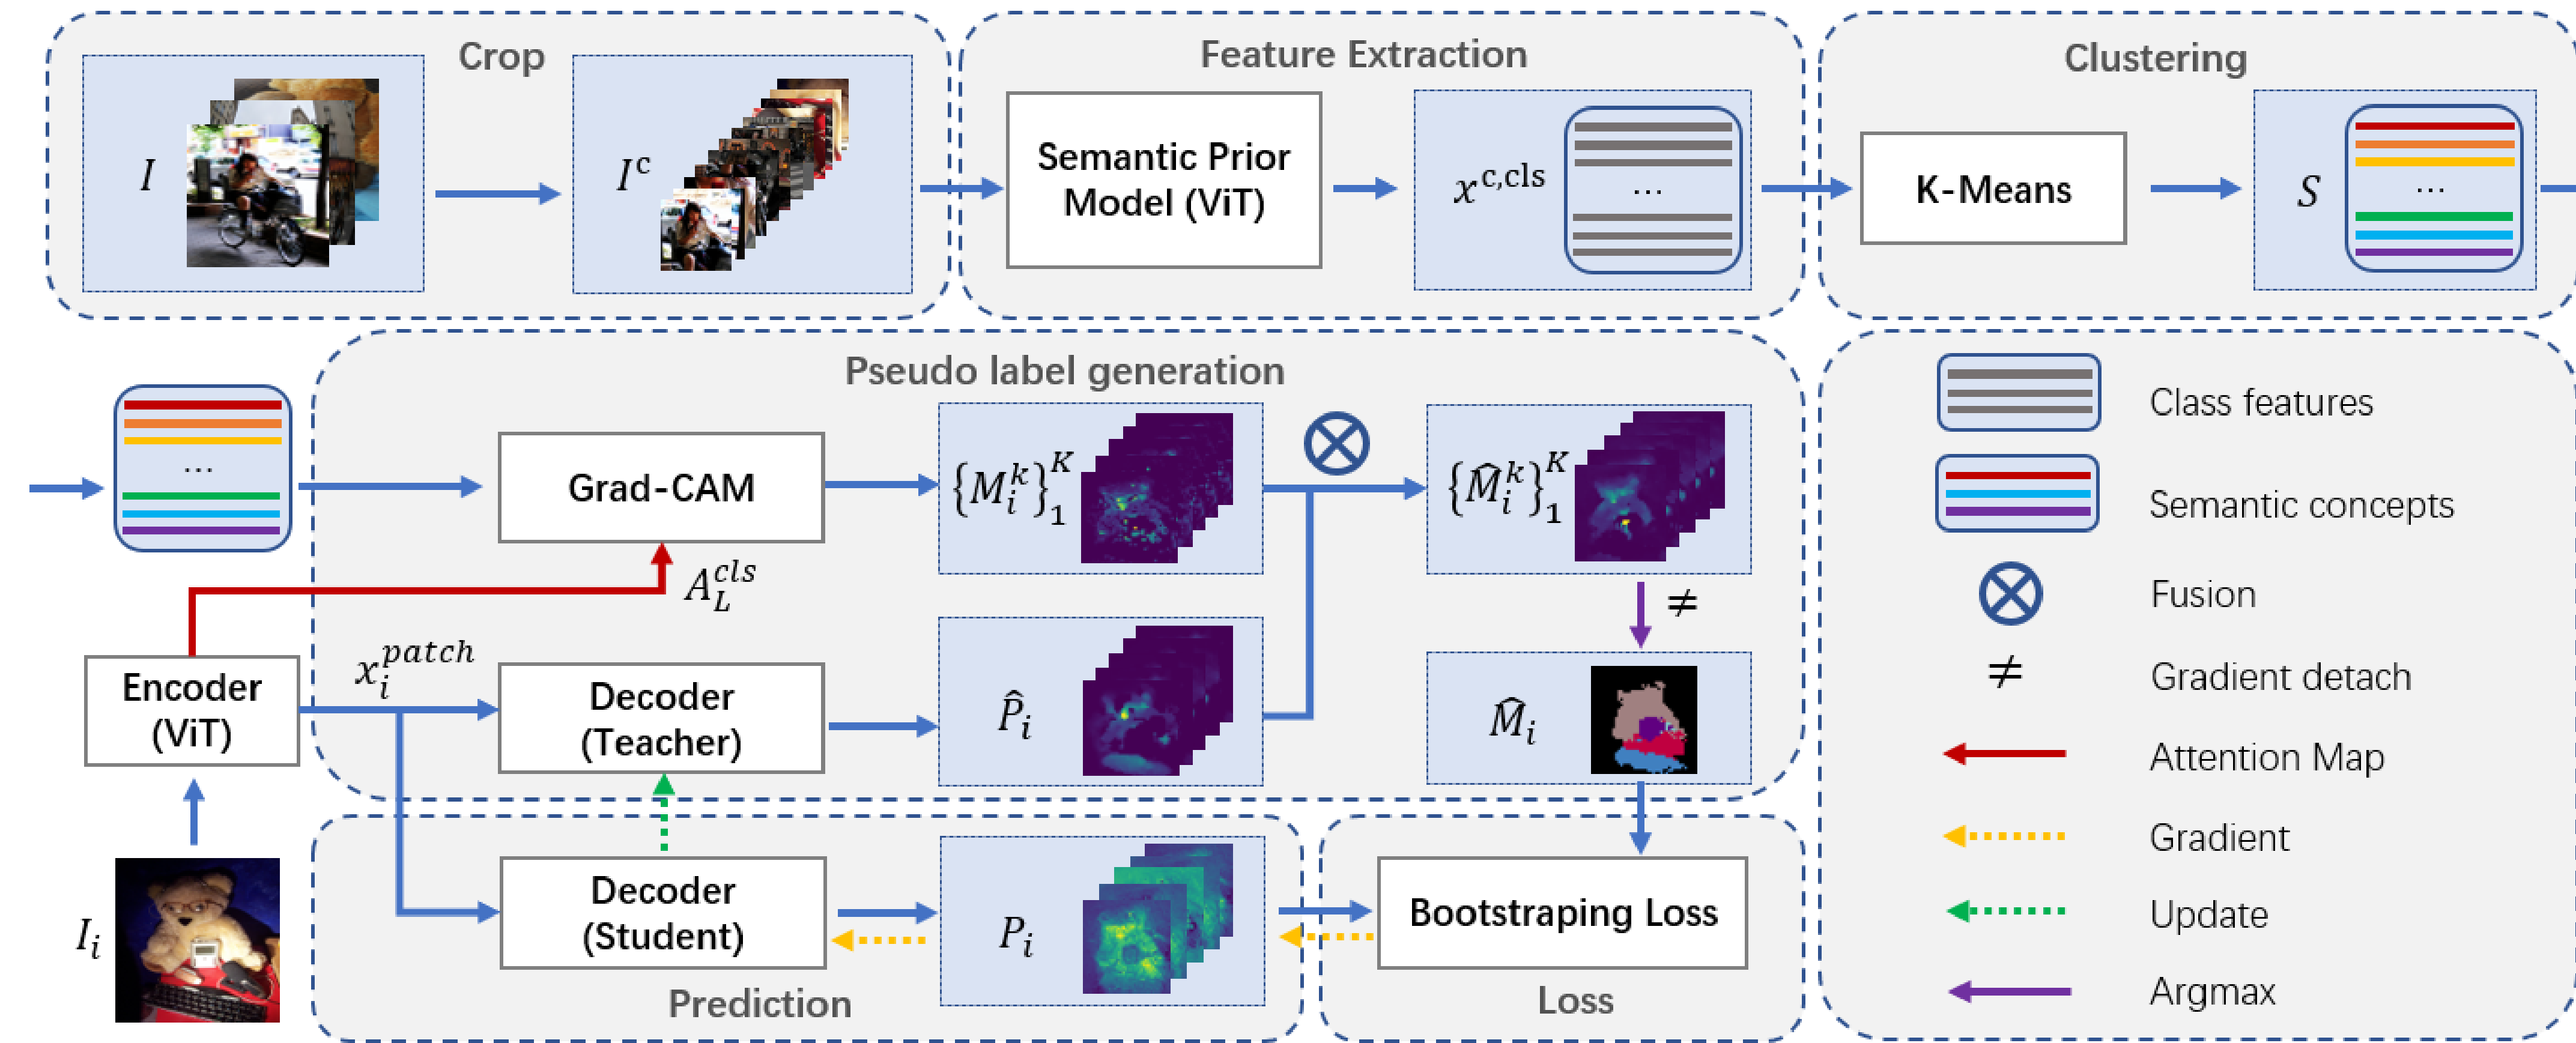 Crop
Feature Extraction
Clustering
I
I^c
Semantic Prior
Model (ViT)
x^{c,cls}
...
K-Means
S
...
Pseudo label generation
...
Grad-CAM
{M_i^k}_1^K
{M̂_i^k}_1^K
A_L^{cls}
≠
x_i^{patch}
Encoder
(ViT)
Decoder
(Teacher)
P̂_i
M̂_i
I_i
Decoder
(Student)
P_i
Bootstraping Loss
Prediction
Loss
Class features
Semantic concepts
Fusion
≠ Gradient detach
Attention Map
Gradient
Update
Argmax